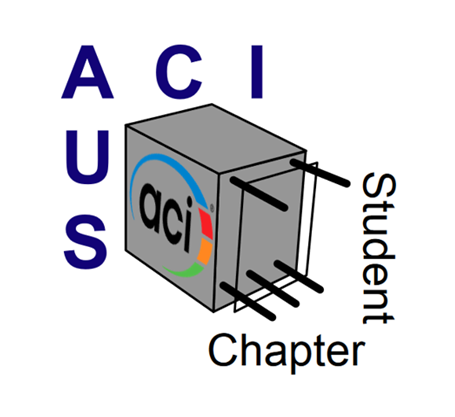 A C I
U
S
aci®
Student
Chapter